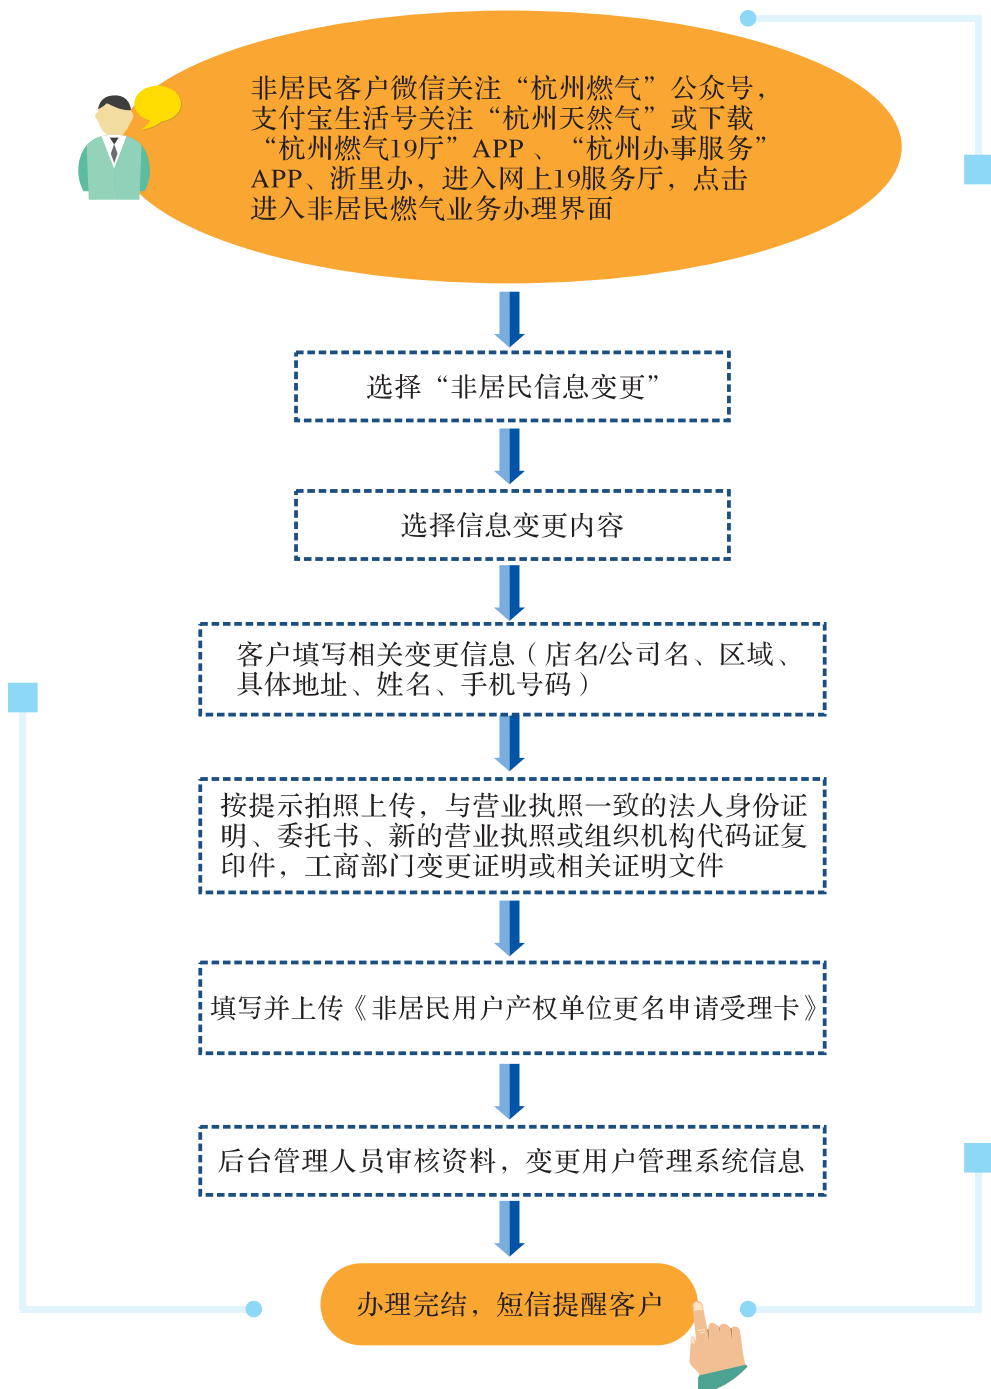 非居民客户微信关注“杭州燃气”公众号，
支付宝生活号关注“杭州天然气”或下载
“杭州燃气19厅”APP、“杭州办事服务”
APP、浙里办，进入网上19服务厅，点击
进入非居民燃气业务办理界面
选择“非居民信息变更”
选择信息变更内容
客户填写相关变更信息（店名/公司名、区域、
具体地址、姓名、手机号码）
按提示拍照上传，与营业执照一致的法人身份证
明、委托书、新的营业执照或组织机构代码证复
印件，工商部门变更证明或相关证明文件
填写并上传《非居民用户产权单位更名申请受理卡》
后台管理人员审核资料，变更用户管理系统信息
办理完结，短信提醒客户